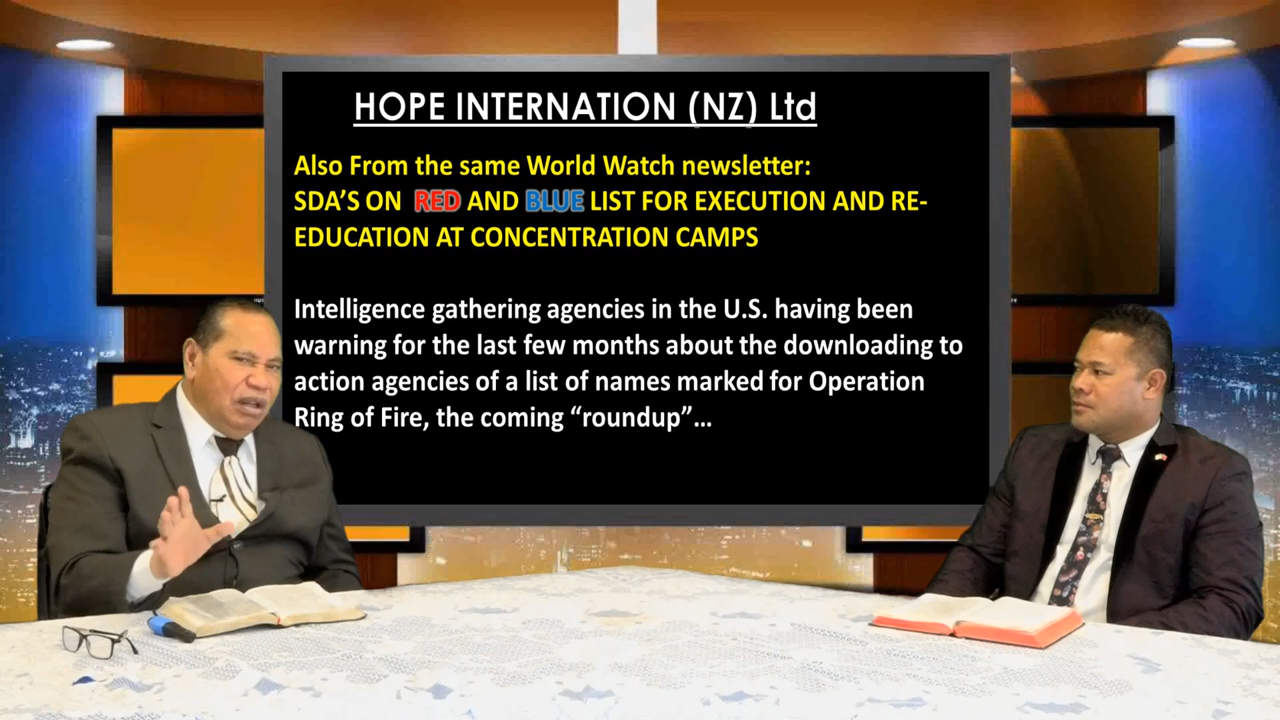 HOPE INTERNATION (NZ) Ltd
Also From the same World Watch newsletter:
SDA'S ON RED AND BLUE LIST FOR EXECUTION AND RE-
EDUCATION AT CONCENTRATION CAMPS
Intelligence gathering agencies in the U.S. having been
warning for the last few months about the downloading to
action agencies of a list of names marked for Operation
Ring of Fire, the coming “roundup”...